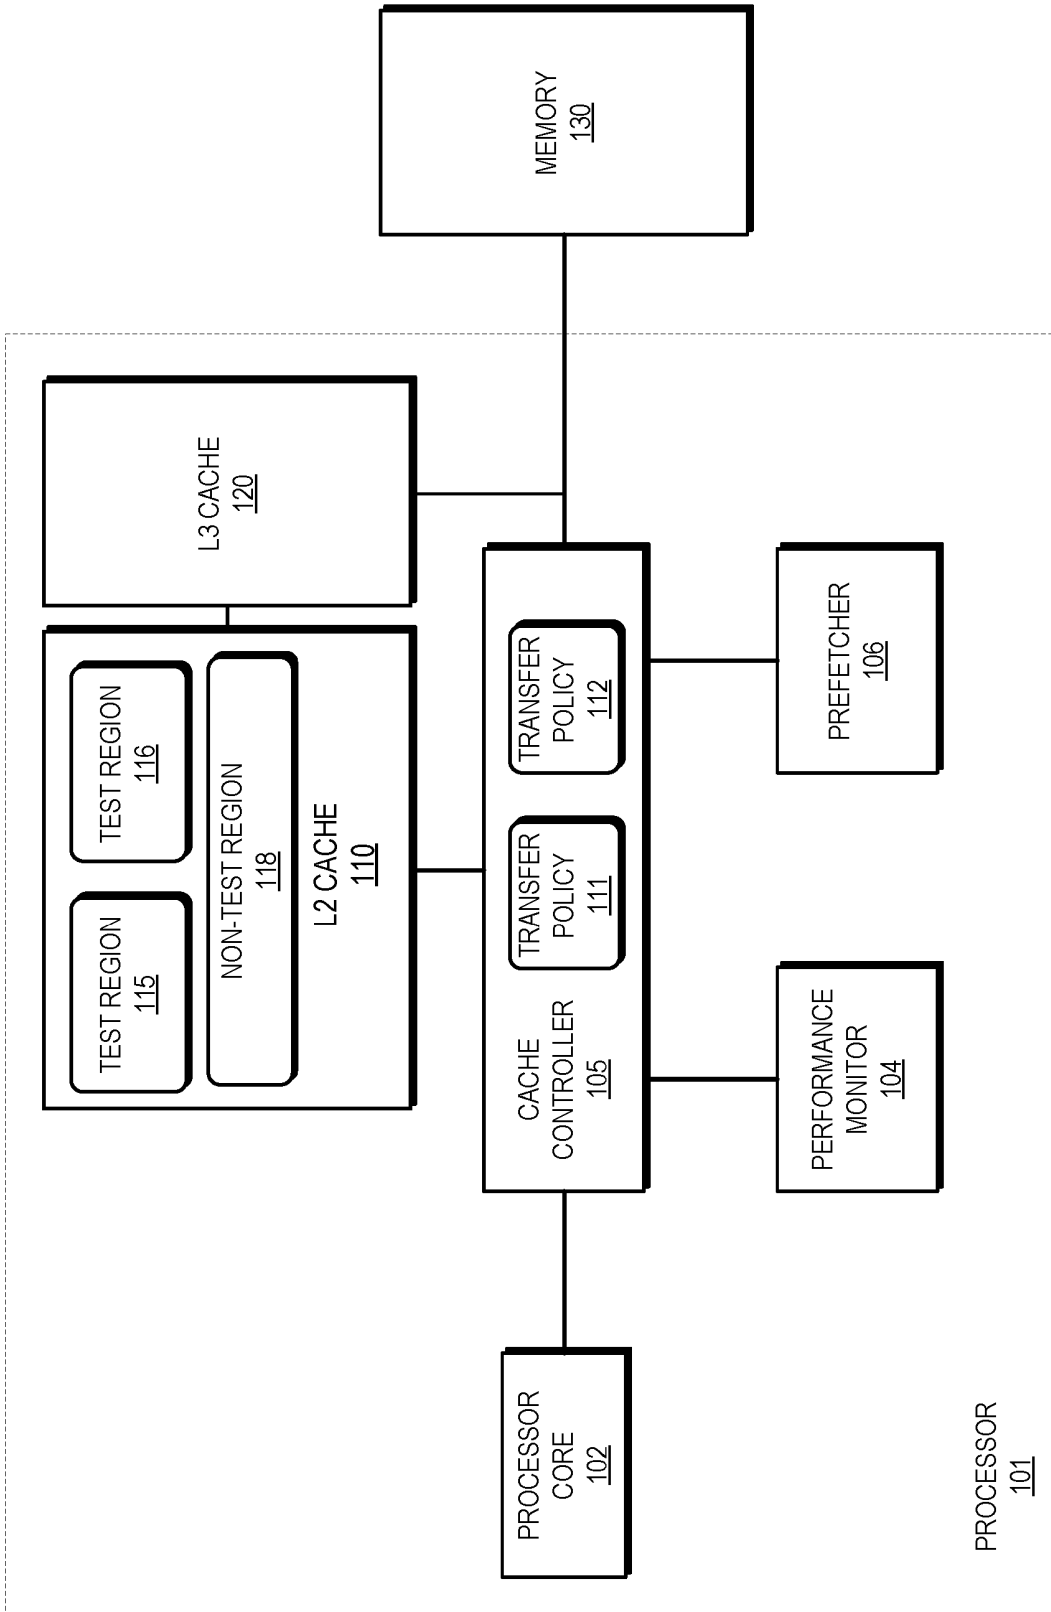 TEST REGION
115
TEST REGION
116
NON-TEST REGION
118
L2 CACHE
110
L3 CACHE
120
PROCESSOR
CORE
102
CACHE
CONTROLLER
105
TRANSFER
POLICY
111
TRANSFER
POLICY
112
MEMORY
130
PERFORMANCE
MONITOR
104
PREFETCHER
106
PROCESSOR
101